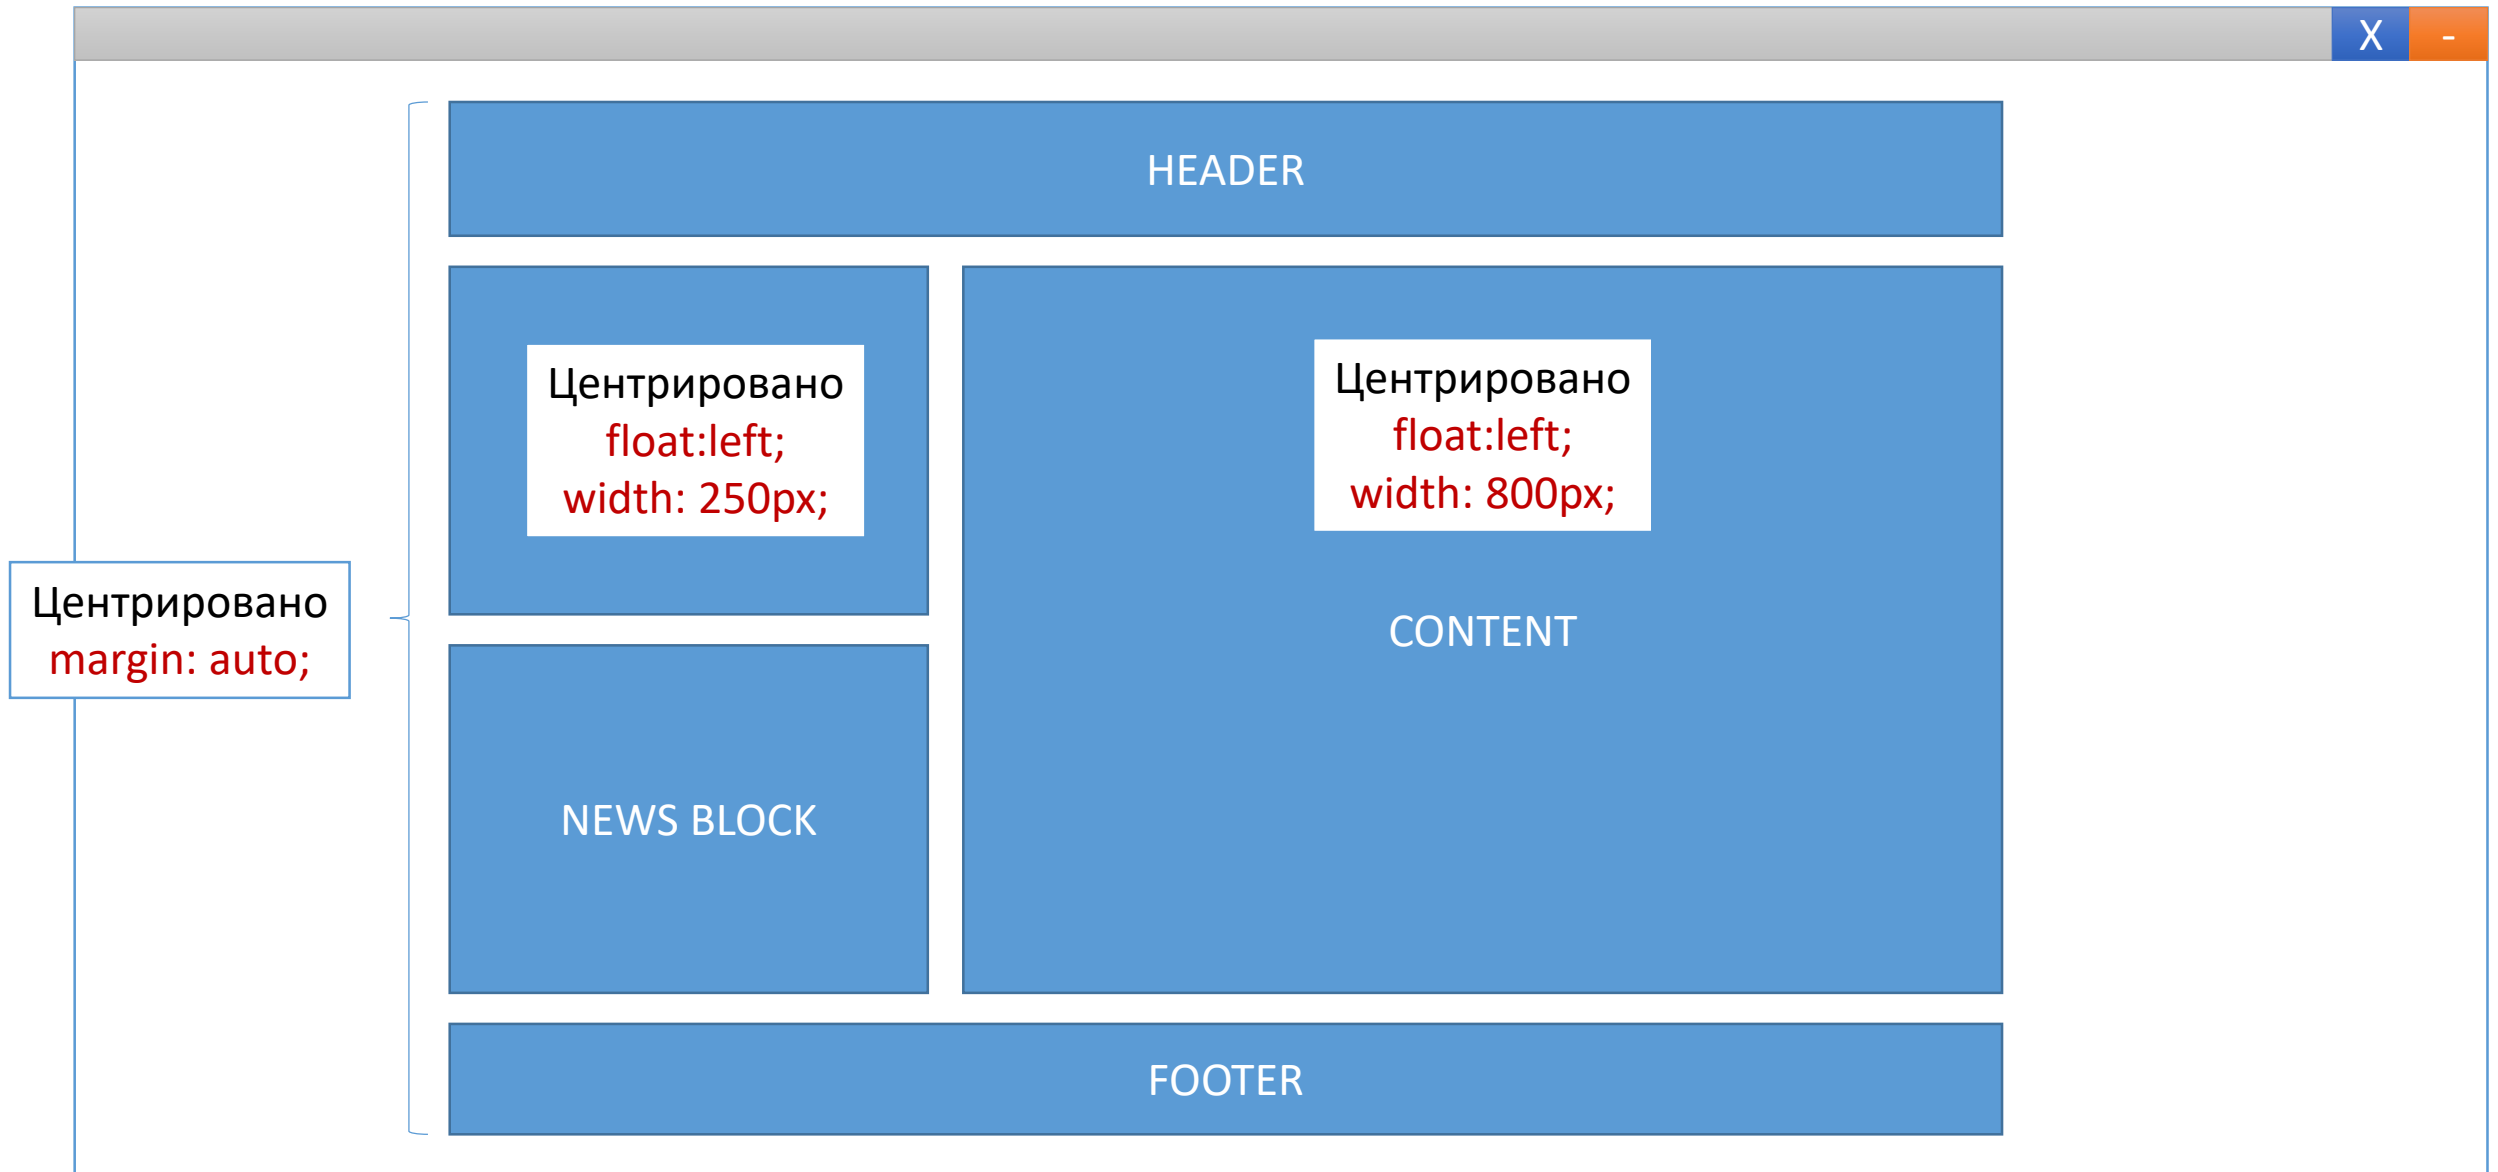 X
-
HEADER
Центрировано
float:left;
width: 250px;
Центрировано
float:left;
width: 800px;
Центрировано
margin: auto;
CONTENT
NEWS BLOCK
FOOTER